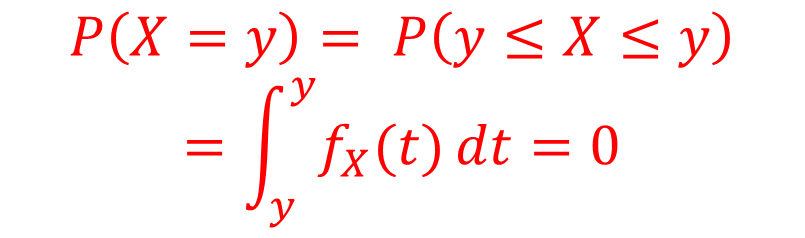 P(X = y) = P(y ≤ X ≤ y)
= ∫_y^y f_X(t) dt = 0